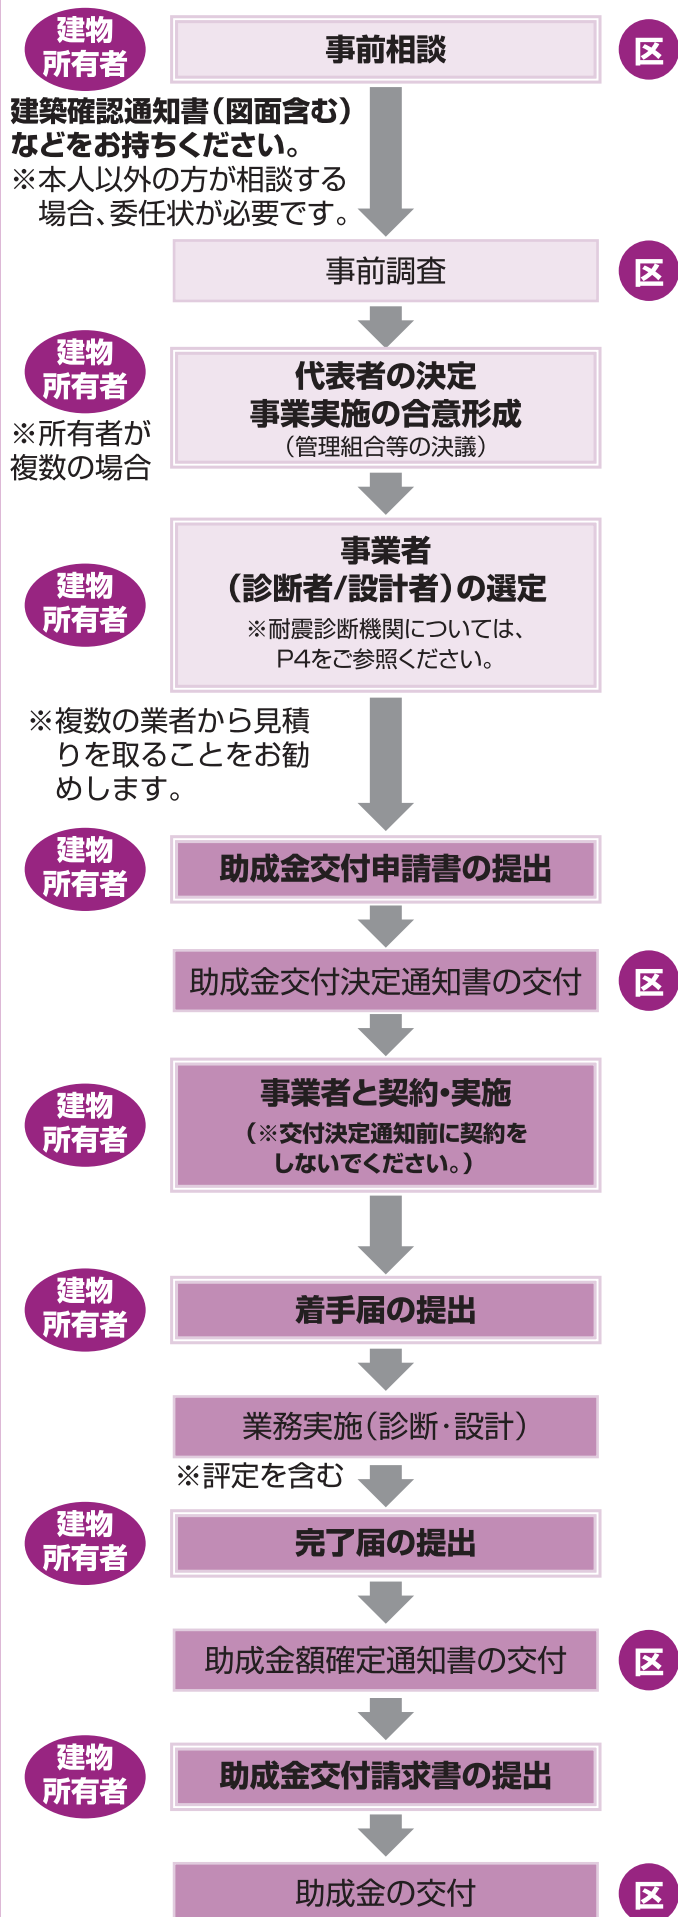 建物
所有者
事前相談
区
建築確認通知書(図面含む)
などをお持ちください。
※本人以外の方が相談する
場合、委任状が必要です。
事前調査
区
建物
所有者
※所有者が
複数の場合
代表者の決定
事業実施の合意形成
(管理組合等の決議)
建物
所有者
事業者
(診断者/設計者)の選定
※耐震診断機関については、
P4をご参照ください。
※複数の業者から見積
りを取ることをお勧
めします。
建物
所有者
助成金交付申請書の提出
助成金交付決定通知書の交付
区
建物
所有者
事業者と契約・実施
(※交付決定通知前に契約を
しないでください。)
建物
所有者
着手届の提出
業務実施(診断・設計)
※評定を含む
建物
所有者
完了届の提出
助成金額確定通知書の交付
区
建物
所有者
助成金交付請求書の提出
助成金の交付
区